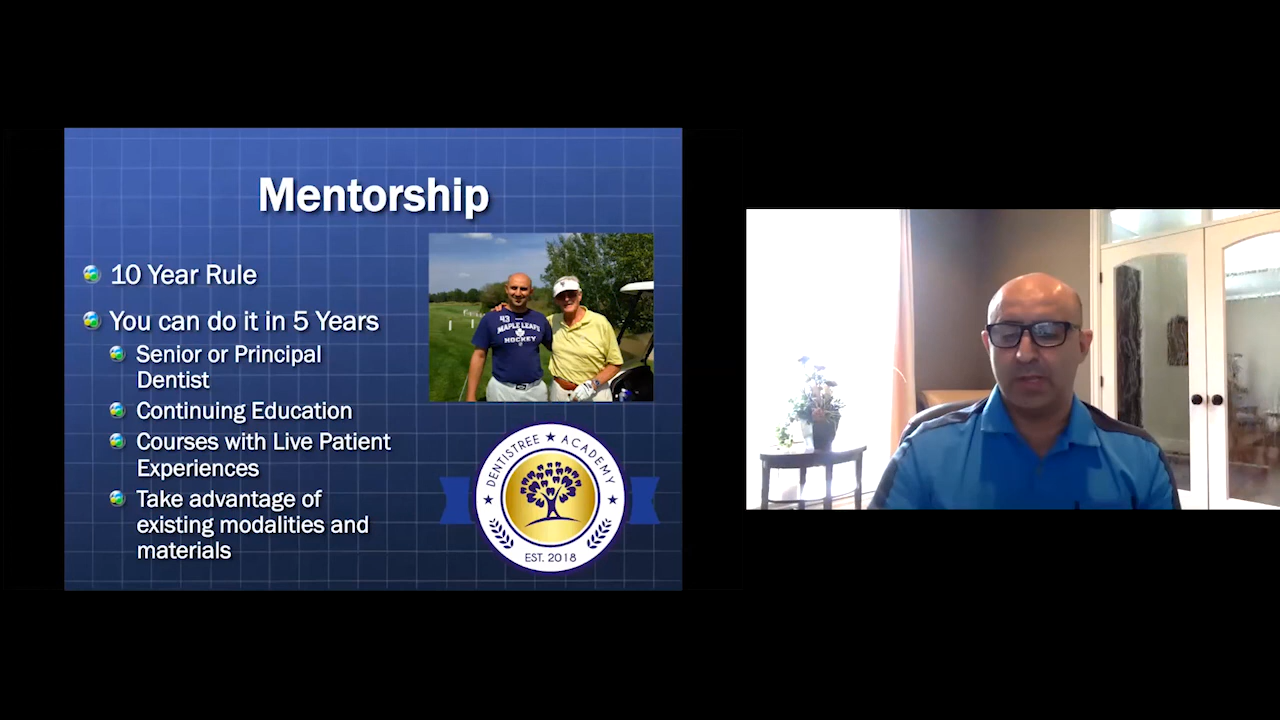 Mentorship
10 Year Rule
You can do it in 5 Years
Senior or Principal
Dentist
Continuing Education
Courses with Live Patient
Experiences
Take advantage of
existing modalities and
materials
43
MAPLE LEAFS
HOCKEY
DENTISTREE ★ ACADEMY
EST. 2018